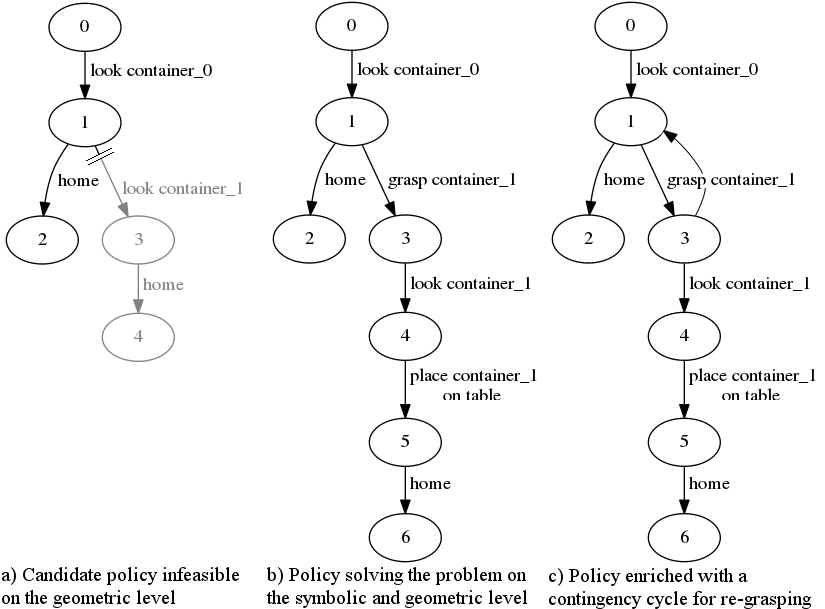 0
look container_0
1
home
look container_1
2
3
home
4
a) Candidate policy infeasible
on the geometric level
0
look container_0
1
home
grasp container_1
2
3
look container_1
4
place container_1
on table
5
home
6
b) Policy solving the problem on
the symbolic and geometric level
0
look container_0
1
home
grasp container_1
2
3
look container_1
4
place container_1
on table
5
home
6
c) Policy enriched with a
contingency cycle for re-grasping